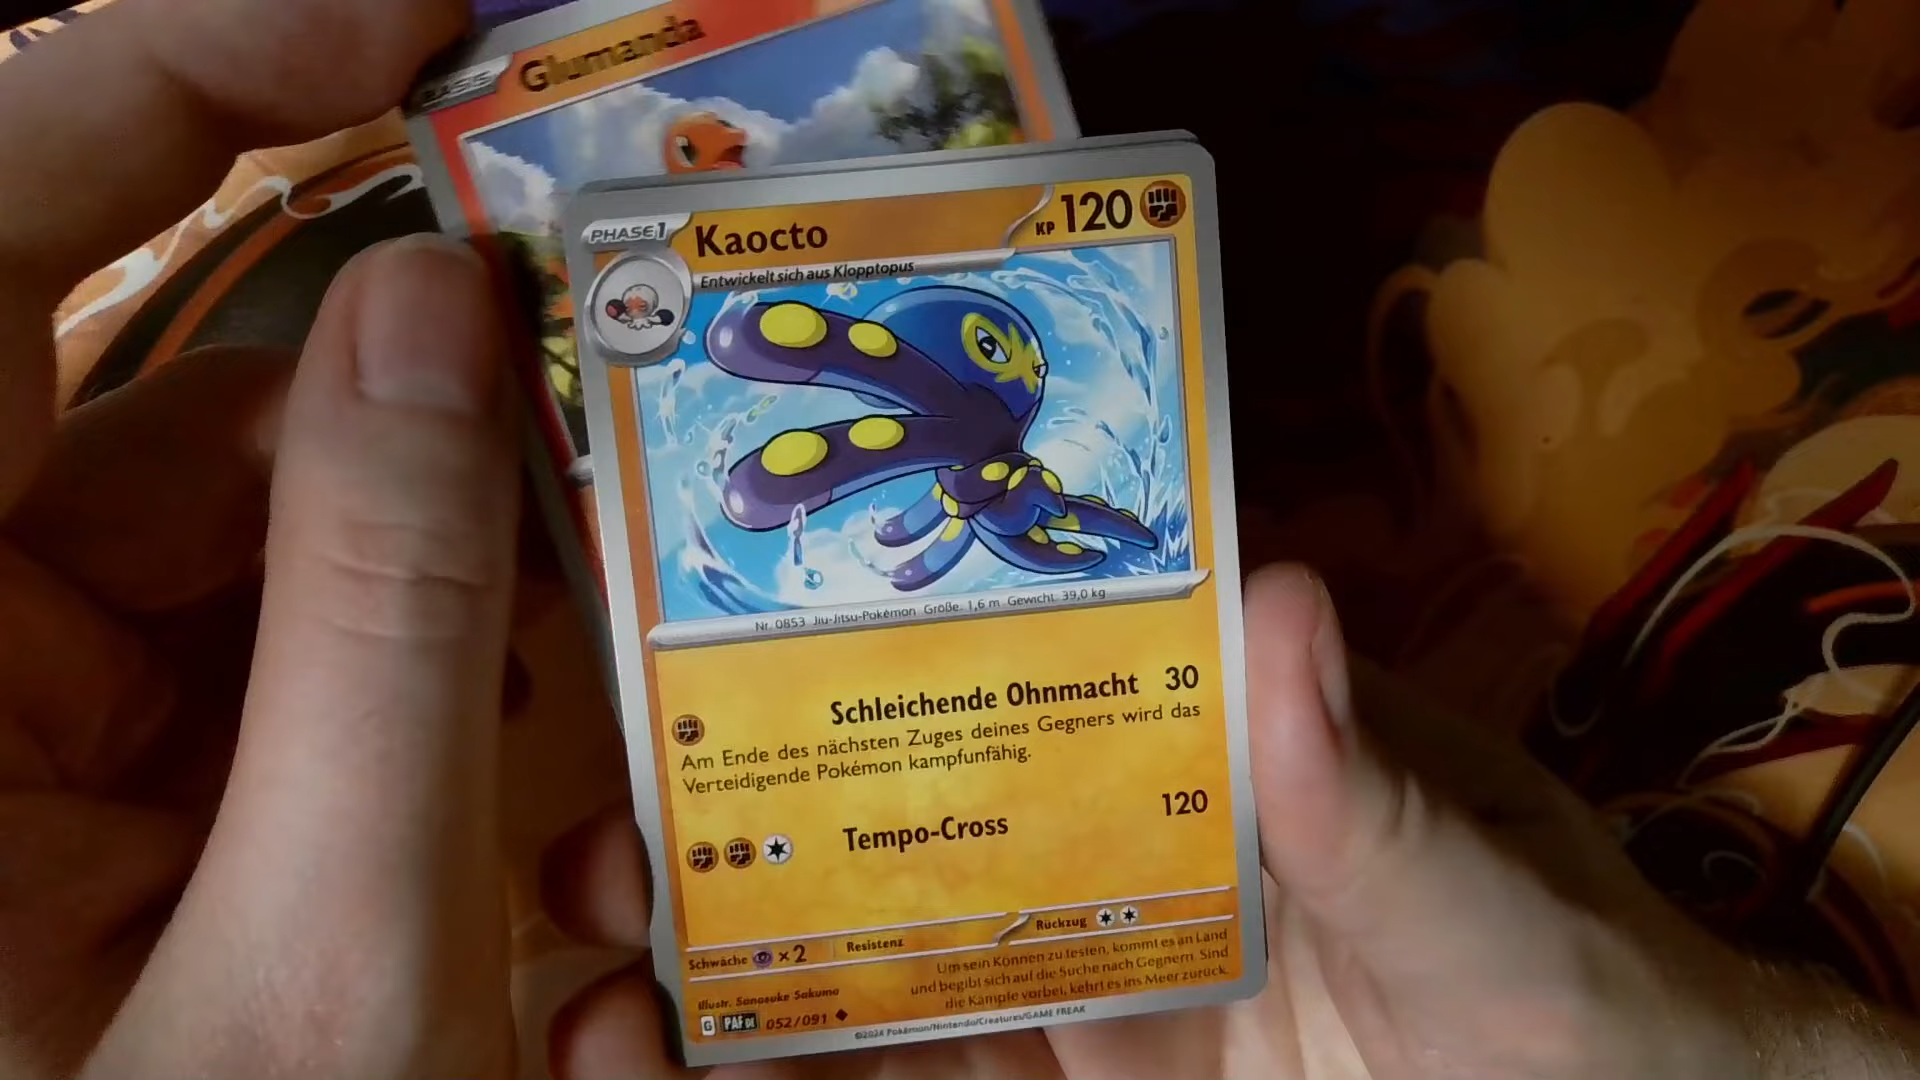 BASIS
Glumanda
PHASE 1
Kaocto
KP 120
Entwickelt sich aus Klopptopus
Nr. 0853 Jiu-Jitsu-Pokémon Größe: 1,6 m Gewicht: 39,0 kg
Schleichende Ohnmacht 30
Am Ende des nächsten Zuges deines Gegners wird das
Verteidigende Pokémon kampfunfähig.
Tempo-Cross 120
Schwäche ×2 Resistenz Rückzug
Um sein Können zu testen, kommt es an Land
und begibt sich auf die Suche nach Gegnern. Sind
die Kämpfe vorbei, kehrt es ins Meer zurück.
Illustr. Sanosuke Sakuma
G PAF DE 052/091
©2024 Pokémon/Nintendo/Creatures/GAME FREAK